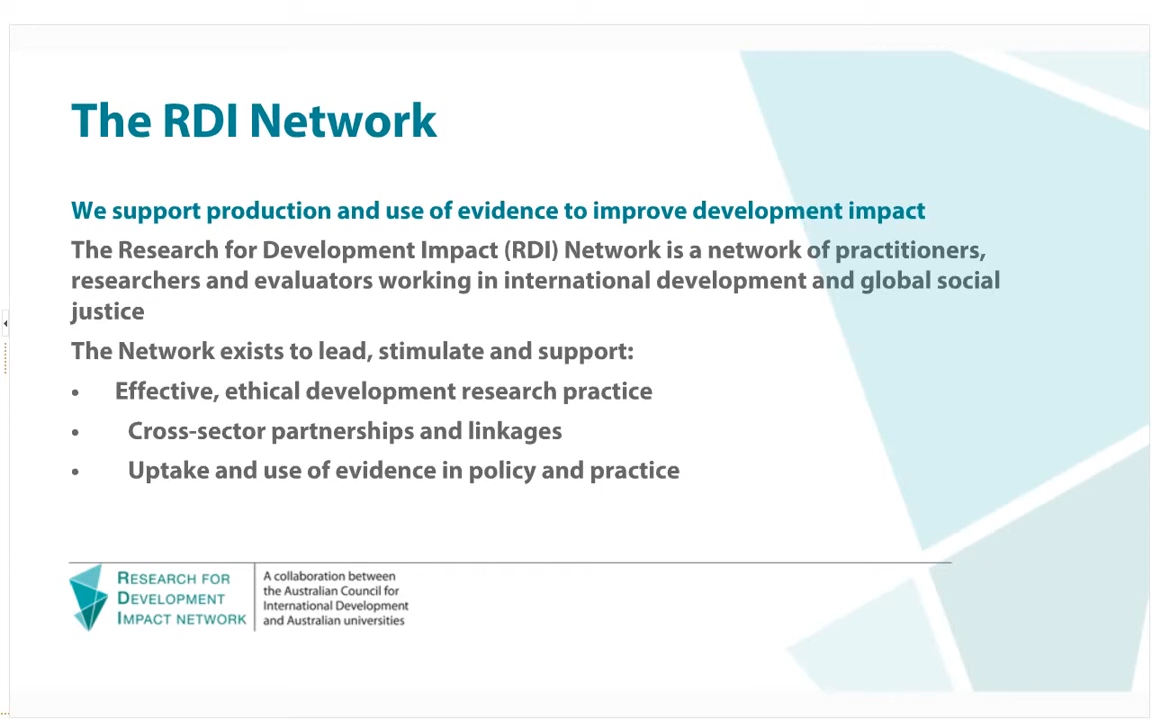 The RDI Network
We support production and use of evidence to improve development impact
The Research for Development Impact (RDI) Network is a network of practitioners,
researchers and evaluators working in international development and global social
justice
The Network exists to lead, stimulate and support:
• Effective, ethical development research practice
• Cross-sector partnerships and linkages
• Uptake and use of evidence in policy and practice
RESEARCH FOR
DEVELOPMENT
IMPACT NETWORK
A collaboration between
the Australian Council for
International Development
and Australian universities